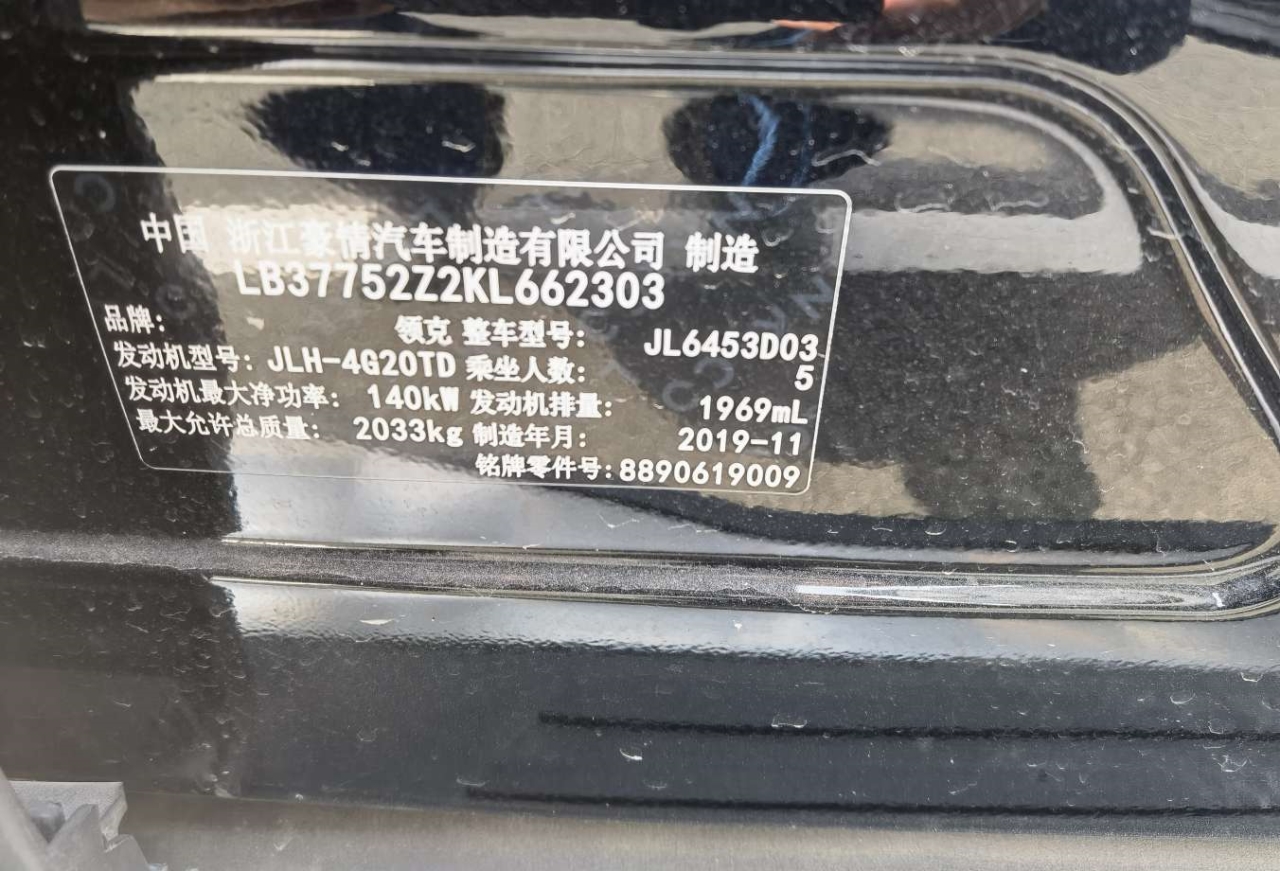 中国 浙江豪情汽车制造有限公司 制造
LB37752Z2KL662303
品牌: 领克 整车型号: JL6453D03
发动机型号: JLH-4G20TD 乘坐人数: 5
发动机最大净功率: 140kW 发动机排量: 1969mL
最大允许总质量: 2033kg 制造年月: 2019-11
铭牌零件号: 8890619009